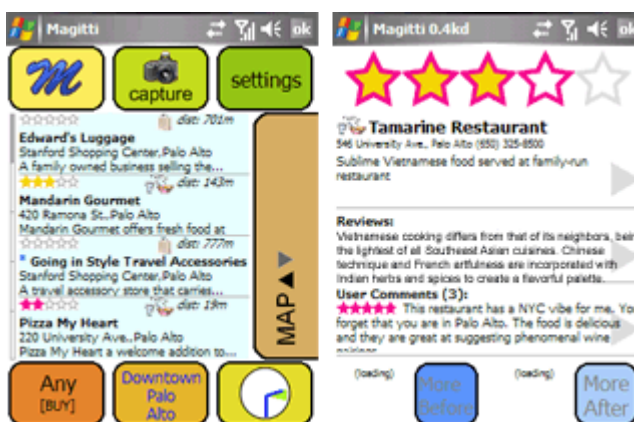 Magitti
ok
M
capture
settings
dist: 701m
Edward's Luggage
Stanford Shopping Center,Palo Alto
A family owned business selling the...
dist: 143m
Mandarin Gourmet
420 Ramona St.,Palo Alto
Mandarin Gourmet offers fresh food at
dist: 777m
Going in Style Travel Accessories
Stanford Shopping Center,Palo Alto
A travel accessory store that carries...
dist: 19m
Pizza My Heart
220 University Ave.,Palo Alto
Pizza My Heart a welcome addition to...
MAP
Any
[BUY]
Downtown
Palo
Alto
Magitti 0.4kd
ok
Tamarine Restaurant
546 University Ave., Palo Alto (650) 325-8500
Sublime Vietnamese food served at family-run
restaurant
Reviews:
Vietnamese cooking differs from that of its neighbors, bein
the lightest of all Southeast Asian cuisines. Chinese
technique and French artfulness are incorporated with
Indian herbs and spices to create a flavorful palette.
User Comments (3):
This restaurant has a NYC vibe for me. You
forget that you are in Palo Alto. The food is delicious
and they are great at suggesting phenomenal wine
(loading)
More
Before
(loading)
More
After